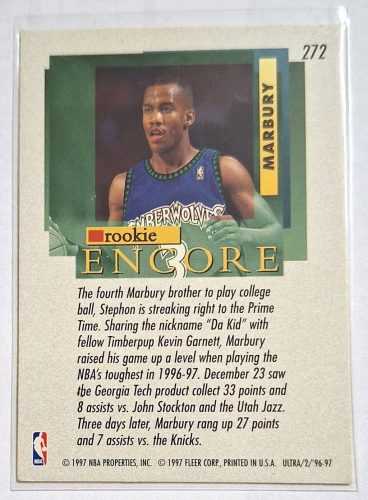 272
MARBURY
TIMBERWOLVES
3
rookie
ENCORE
The fourth Marbury brother to play college
ball, Stephon is streaking right to the Prime
Time. Sharing the nickname "Da Kid" with
fellow Timberpup Kevin Garnett, Marbury
raised his game up a level when playing the
NBA's toughest in 1996-97. December 23 saw
the Georgia Tech product collect 33 points and
8 assists vs. John Stockton and the Utah Jazz.
Three days later, Marbury rang up 27 points
and 7 assists vs. the Knicks.
NBA
© 1997 NBA PROPERTIES, INC. © 1997 FLEER CORP., PRINTED IN U.S.A. ULTRA/2/'96-97